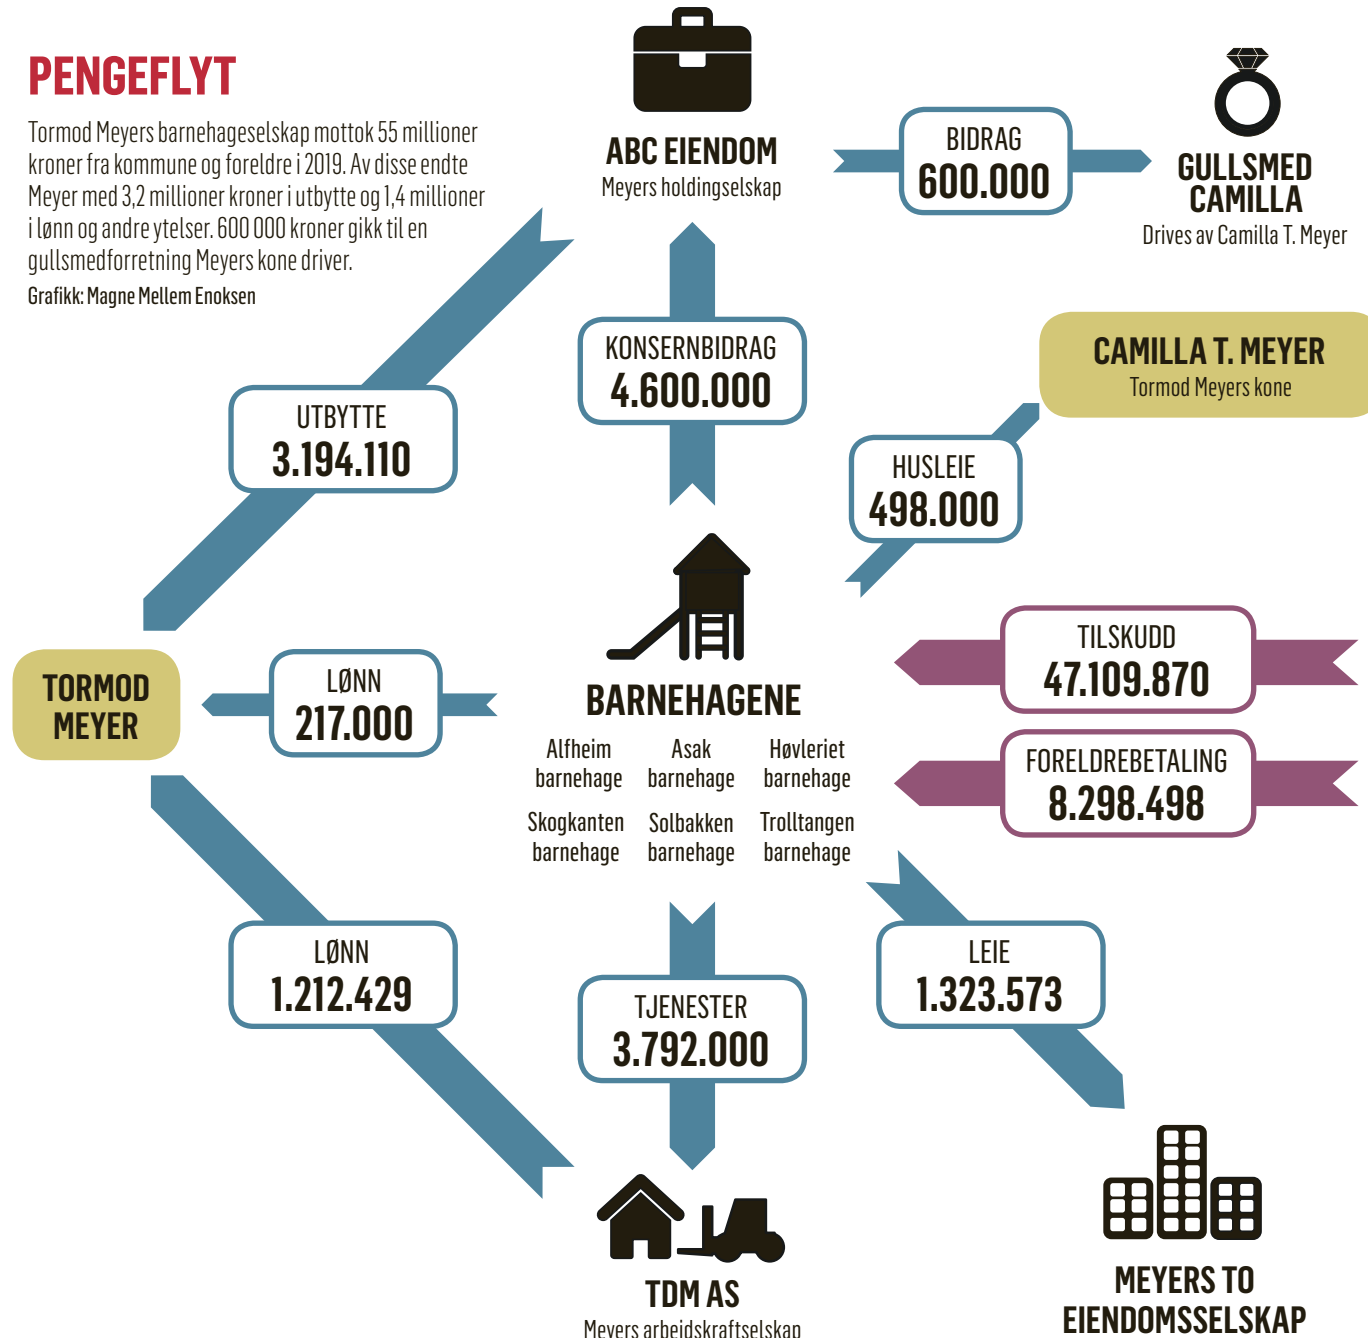 PENGEFLYT
Tormod Meyers barnehageselskap mottok 55 millioner
kroner fra kommune og foreldre i 2019. Av disse endte
Meyer med 3,2 millioner kroner i utbytte og 1,4 millioner
i lønn og andre ytelser. 600 000 kroner gikk til en
gullsmedforretning Meyers kone driver.
Grafikk: Magne Mellem Enoksen
ABC EIENDOM
Meyers holdingselskap
BIDRAG
600.000
GULLSMED
CAMILLA
Drives av Camilla T. Meyer
KONSERNBIDRAG
4.600.000
CAMILLA T. MEYER
Tormod Meyers kone
UTBYTTE
3.194.110
HUSLEIE
498.000
TORMOD
MEYER
LØNN
217.000
BARNEHAGENE
Alfheim
barnehage
Asak
barnehage
Høvleriet
barnehage
Skogkanten
barnehage
Solbakken
barnehage
Trolltangen
barnehage
TILSKUDD
47.109.870
FORELDREBETALING
8.298.498
LØNN
1.212.429
TJENESTER
3.792.000
LEIE
1.323.573
TDM AS
Meyers arbeidskraftselskap
MEYERS TO
EIENDOMSSELSKAP